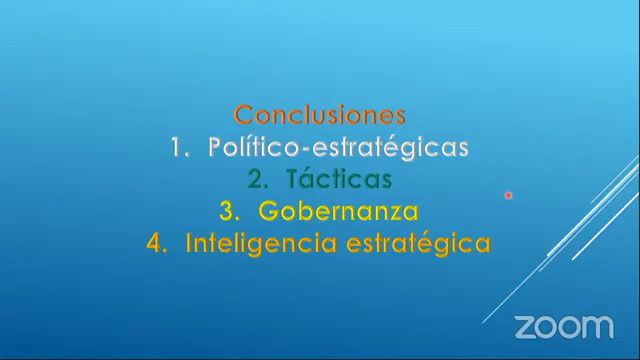 Conclusiones
1. Político-estratégicas
2. Tácticas
3. Gobernanza
4. Inteligencia estratégica
zoom